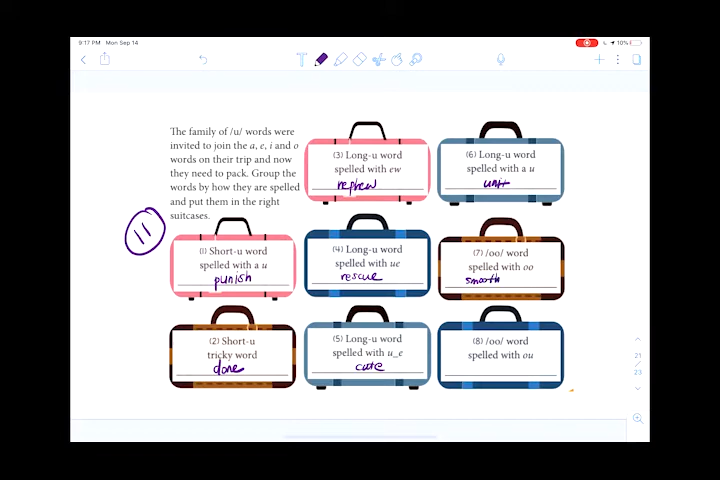 9:17 PM Mon Sep 14
10%
The family of /u/ words were
invited to join the a, e, i and o
words on their trip and now
they need to pack. Group the
words by how they are spelled
and put them in the right
suitcases.
11
(3) Long-u word
spelled with ew
nephew
(6) Long-u word
spelled with a u
unit
(1) Short-u word
spelled with a u
punish
(4) Long-u word
spelled with ue
rescue
(7) /oo/ word
spelled with oo
smooth
(2) Short-u
tricky word
done
(5) Long-u word
spelled with u_e
cute
(8) /oo/ word
spelled with ou
21
/
23